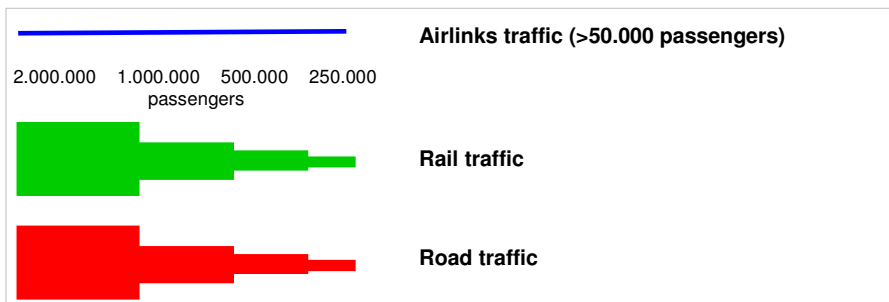 Airlinks traffic (>50.000 passengers)
2.000.000 1.000.000 500.000 250.000
passengers
Rail traffic
Road traffic